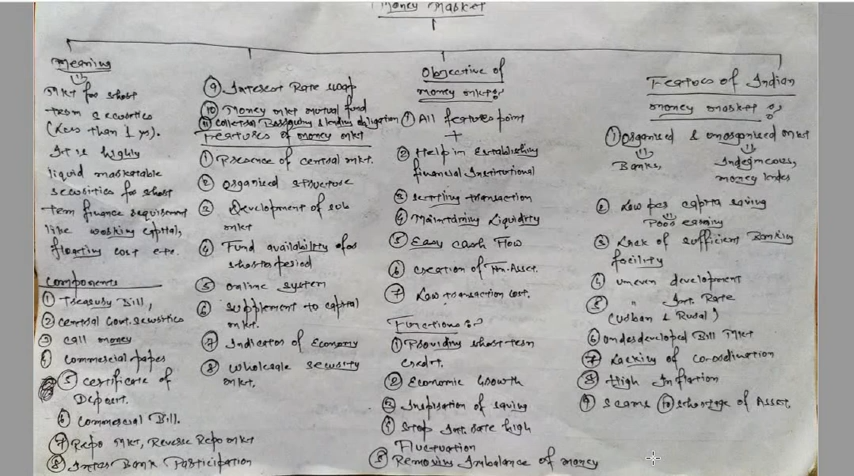 Money Market
Meaning
Mkt for short
term securities
(Less than 1 yr).
It is highly
liquid marketable
securities for short
term finance requirement
like working capital,
floating cost etc.
Components
① Treasury Bill,
② Central Govt. Securities
③ call money
④ Commercial papes
⑤ Certificate of
Deposit.
⑥ Commercial Bill.
⑦ Repo mkt, Reverse Repo mkt
⑧ Inter Bank Participation
⑨ Interest Rate swap
⑩ Money mkt mutual fund
⑪ Collateral Borrowing & lending obligation
Features of money mkt
① Presence of central mkt.
② Organised structure
③ Development of sub
mkt
④ Fund availability for
short period
⑤ online system
⑥ Supplement to capital
mkt.
⑦ Indicator of Economy
⑧ Wholesale security
mkt.
Objective of
money mkt:-
① All features point
+
② Help in Establishing
financial Institutional
③ settling transaction
④ Maintaining Liquidity
⑤ Easy Cash Flow
⑥ Creation of Fin. Asset.
⑦ Low transaction cost.
Functions:-
① Providing short-term
Credit.
② Economic Growth
③ Inspiration of saving
④ Stop Int. rate high
Fluctuation
⑤ Removing Imbalance of money
Features of Indian
money market:-
① Organised & unorganised mkt
Banks, Indegineous,
money lender
② Low per capita saving
Poor earning
③ Lack of sufficient Banking
facility
④ uneven development
⑤ " Int. Rate
(Urban & Rural)
⑥ Underdeveloped Bill Mkt
⑦ Lacking of co-ordination
⑧ High Inflation
⑨ Scams ⑩ shortage of Asset.